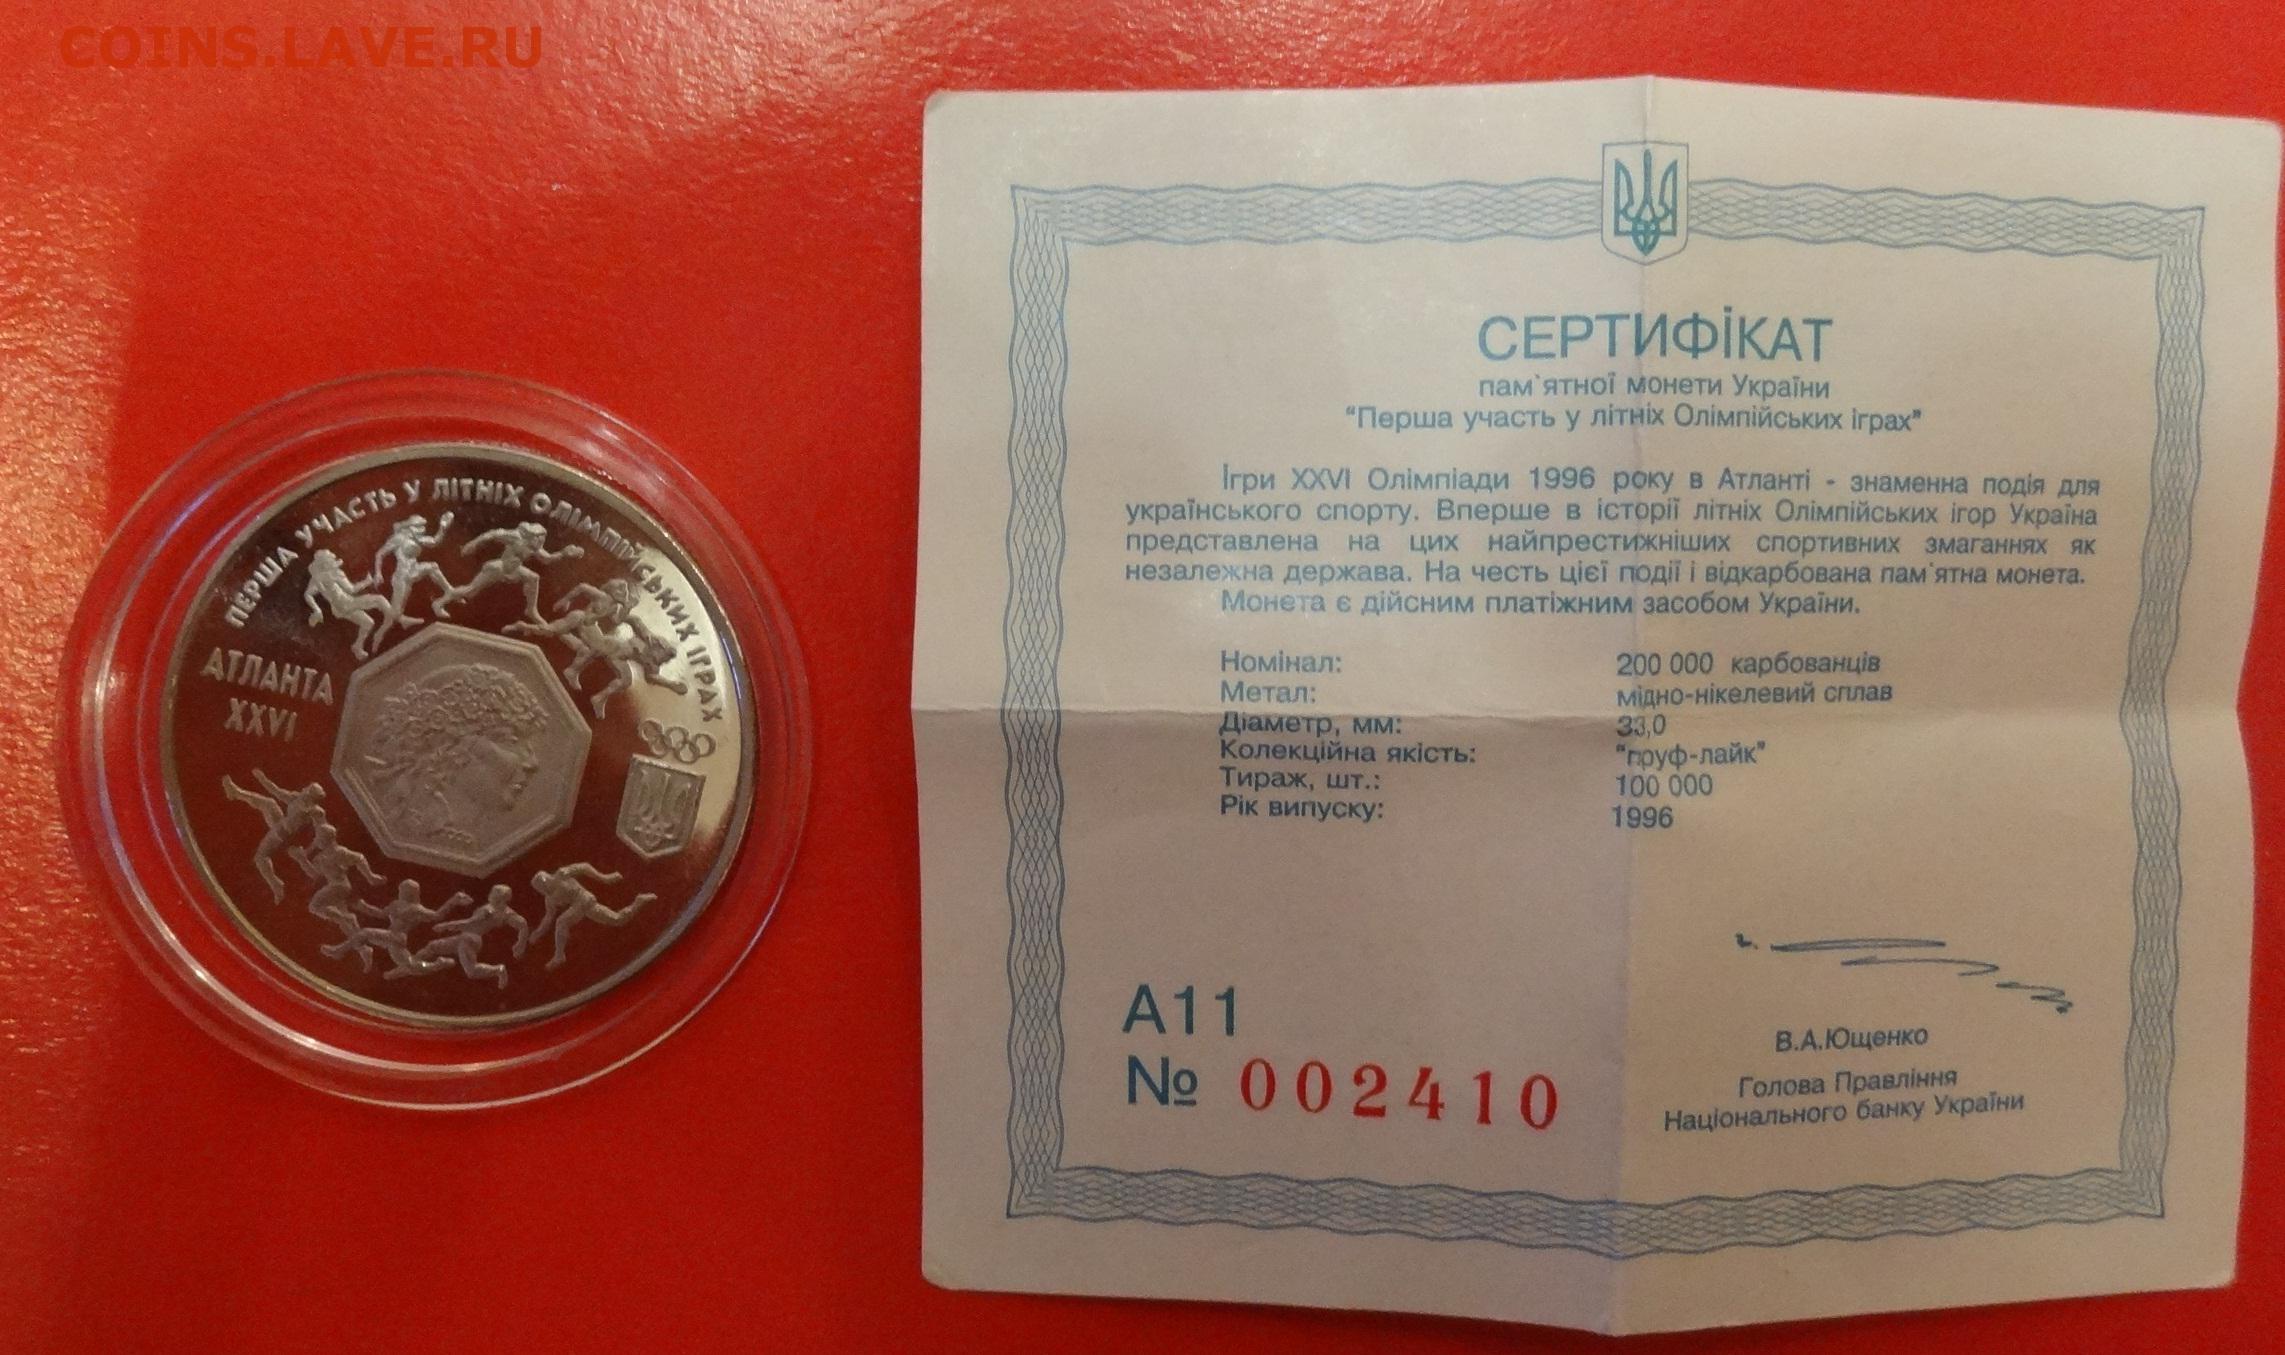 COINS.LAVE.RU
ПЕРША УЧАСТЬ У ЛІТНІХ ОЛІМПІЙСЬКИХ ІГРАХ
АТЛАНТА
XXVI
СЕРТИФІКАТ
пам`ятної монети України
"Перша участь у літніх Олімпійських іграх"
Ігри XXVI Олімпіади 1996 року в Атланті - знаменна подія для
українського спорту. Вперше в історії літніх Олімпійських ігор Україна
представлена на цих найпрестижніших спортивних змаганнях як
незалежна держава. На честь цієї події і відкарбована пам`ятна монета.
Монета є дійсним платіжним засобом України.
Номінал: 200 000 карбованців
Метал: мідно-нікелевий сплав
Діаметр, мм: 33,0
Колекційна якість: "пруф-лайк"
Тираж, шт.: 100 000
Рік випуску: 1996
А11
№ 002410
В.А.Ющенко
Голова Правління
Національного банку України